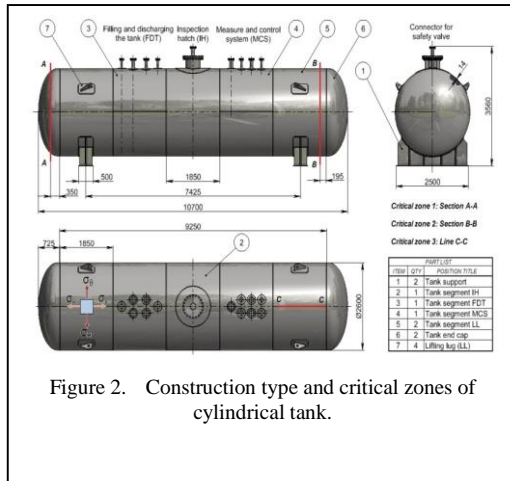 7
A
3
Filling and discharging
the tank (FDT)
Inspection
hatch (IH)
Measure and control
system (MCS)
4
5
B
6
Connector for
safety valve
1
14
3560
A
B
500
350
1850
195
7425
10700
2500
Critical zone 1: Section A-A
Critical zone 2: Section B-B
Critical zone 3: Line C-C
9250
725
1850
2
σ
σ
C
C
Ø2600
PART LIST
ITEM QTY POSITION TITLE
1 2 Tank support
2 1 Tank segment IH
3 1 Tank segment FDT
4 1 Tank segment MCS
5 2 Tank segment LL
6 2 Tank end cap
7 4 Lifting lug (LL)
Figure 2. Construction type and critical zones of
cylindrical tank.